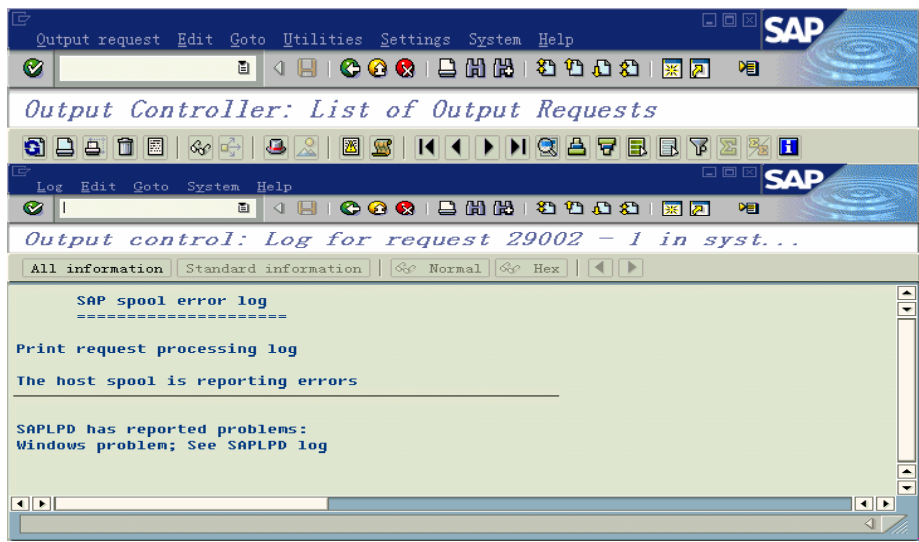 Output request Edit Goto Utilities Settings System Help
SAP
Output Controller: List of Output Requests
Log Edit Goto System Help
SAP
Output control: Log for request 29002 - 1 in syst...
All information Standard information Normal Hex
SAP spool error log
=====================
Print request processing log
The host spool is reporting errors
SAPLPD has reported problems:
Windows problem; See SAPLPD log